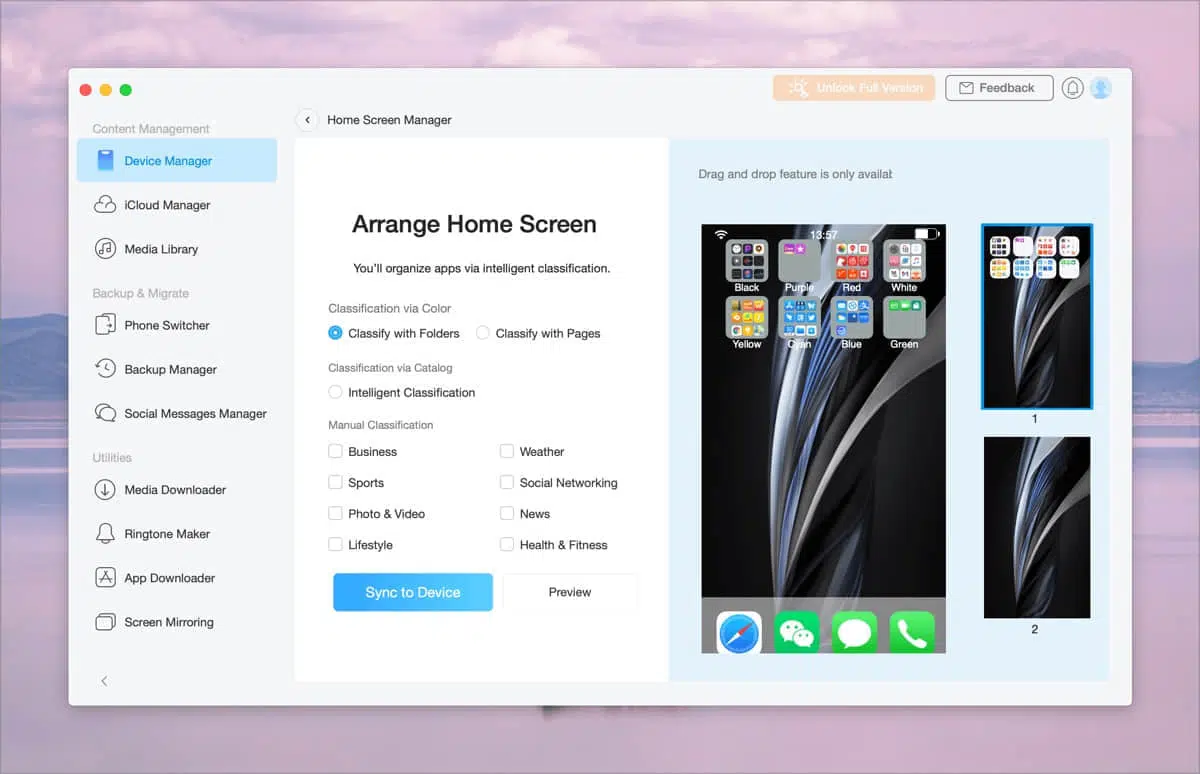 Unlock Full Version
Feedback
Content Management
Device Manager
iCloud Manager
Media Library
Backup & Migrate
Phone Switcher
Backup Manager
Social Messages Manager
Utilities
Media Downloader
Ringtone Maker
App Downloader
Screen Mirroring
Home Screen Manager
Arrange Home Screen
You'll organize apps via intelligent classification.
Classification via Color
Classify with Folders Classify with Pages
Classification via Catalog
Intelligent Classification
Manual Classification
Business Weather
Sports Social Networking
Photo & Video News
Lifestyle Health & Fitness
Sync to Device Preview
Drag and drop feature is only availat
13:57
Black Purple Red White
Yellow Cyan Blue Green
1
2